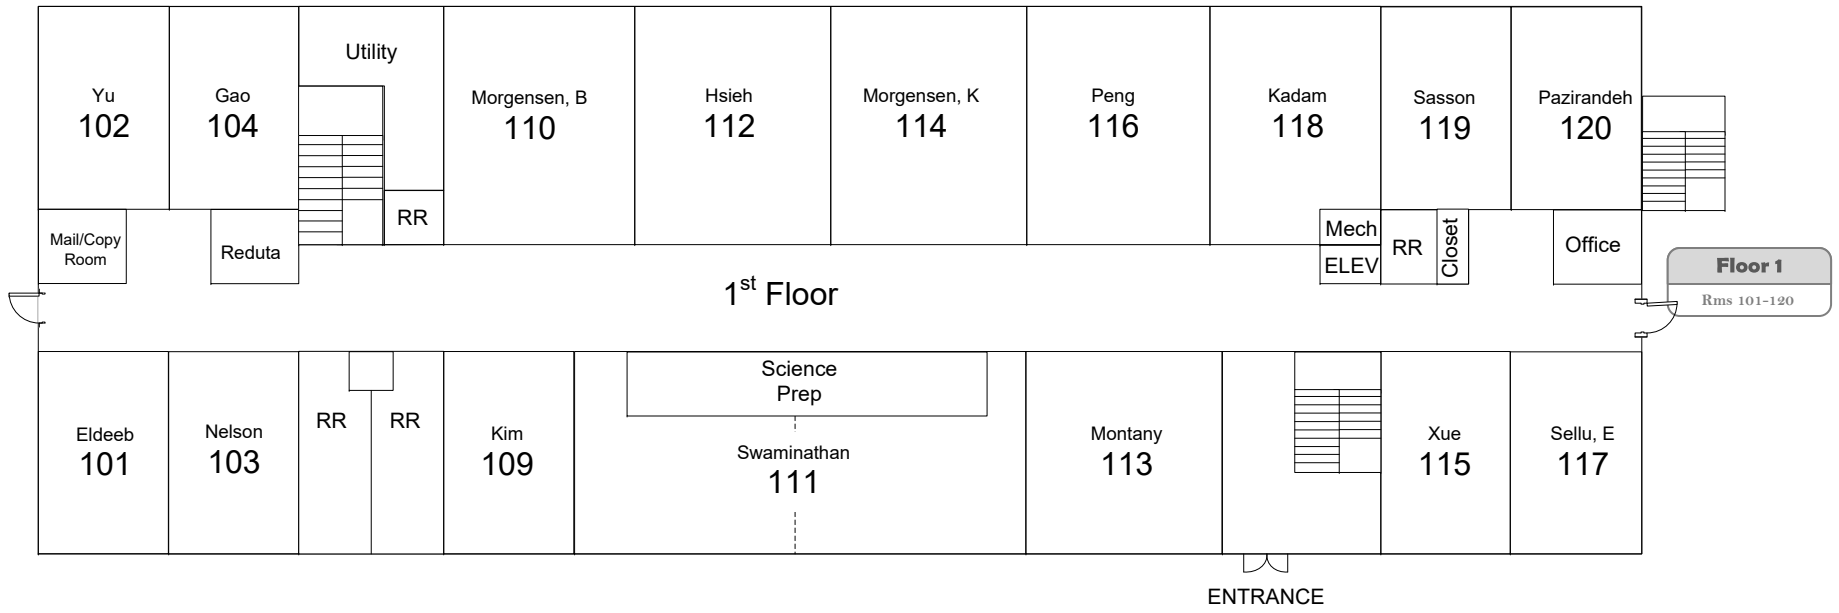 Utility
Yu
102
Gao
104
Morgensen, B
110
Hsieh
112
Morgensen, K
114
Peng
116
Kadam
118
Sasson
119
Pazirandeh
120
Mail/Copy
Room
Reduta
RR
Mech
ELEV
RR
Closet
Office
Floor 1
Rms 101-120
1st Floor
Eldeeb
101
Nelson
103
RR
RR
Kim
109
Science
Prep
Swaminathan
111
Montany
113
Xue
115
Sellu, E
117
ENTRANCE